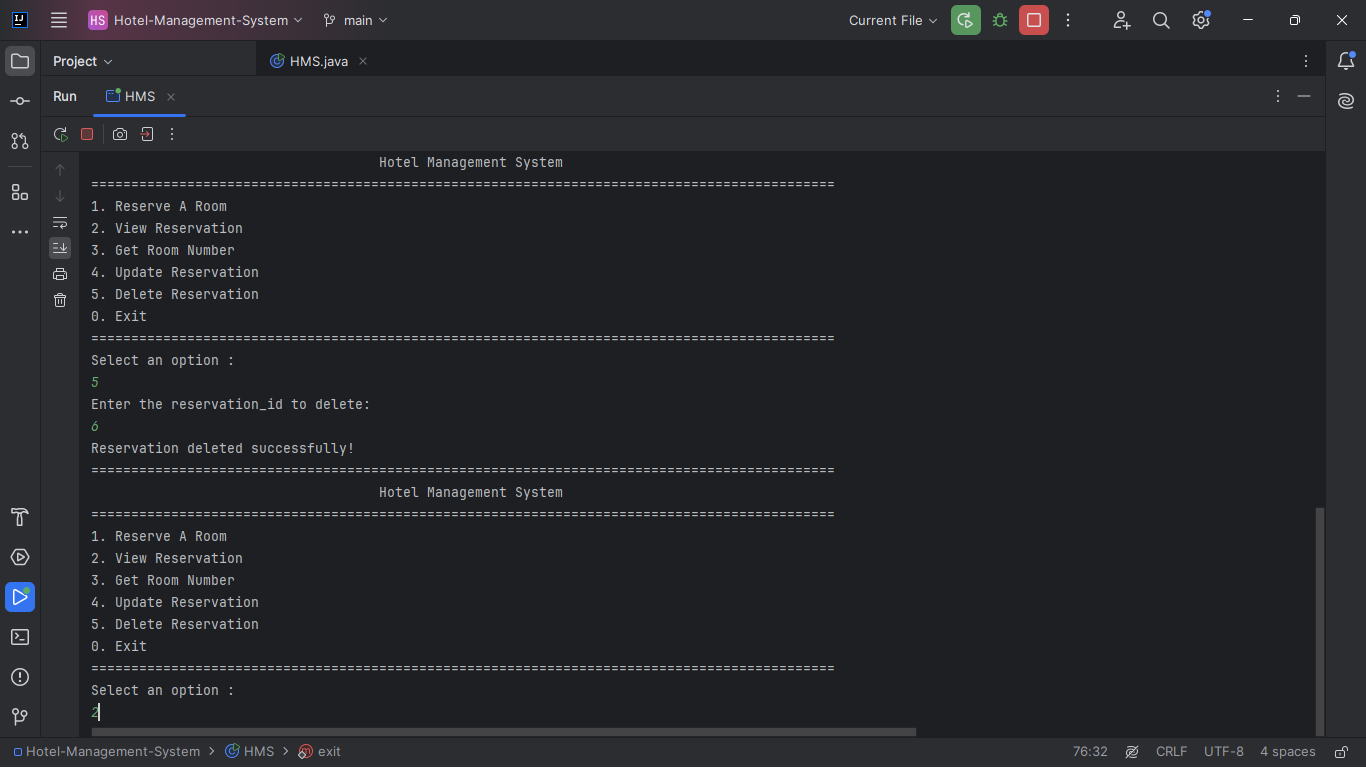 HS Hotel-Management-System main Current File
Project HMS.java
Run HMS
Hotel Management System
=============================================================================================
1. Reserve A Room
2. View Reservation
3. Get Room Number
4. Update Reservation
5. Delete Reservation
0. Exit
=============================================================================================
Select an option :
5
Enter the reservation_id to delete:
6
Reservation deleted successfully!
=============================================================================================
Hotel Management System
=============================================================================================
1. Reserve A Room
2. View Reservation
3. Get Room Number
4. Update Reservation
5. Delete Reservation
0. Exit
=============================================================================================
Select an option :
2
Hotel-Management-System > HMS > exit 76:32 CRLF UTF-8 4 spaces